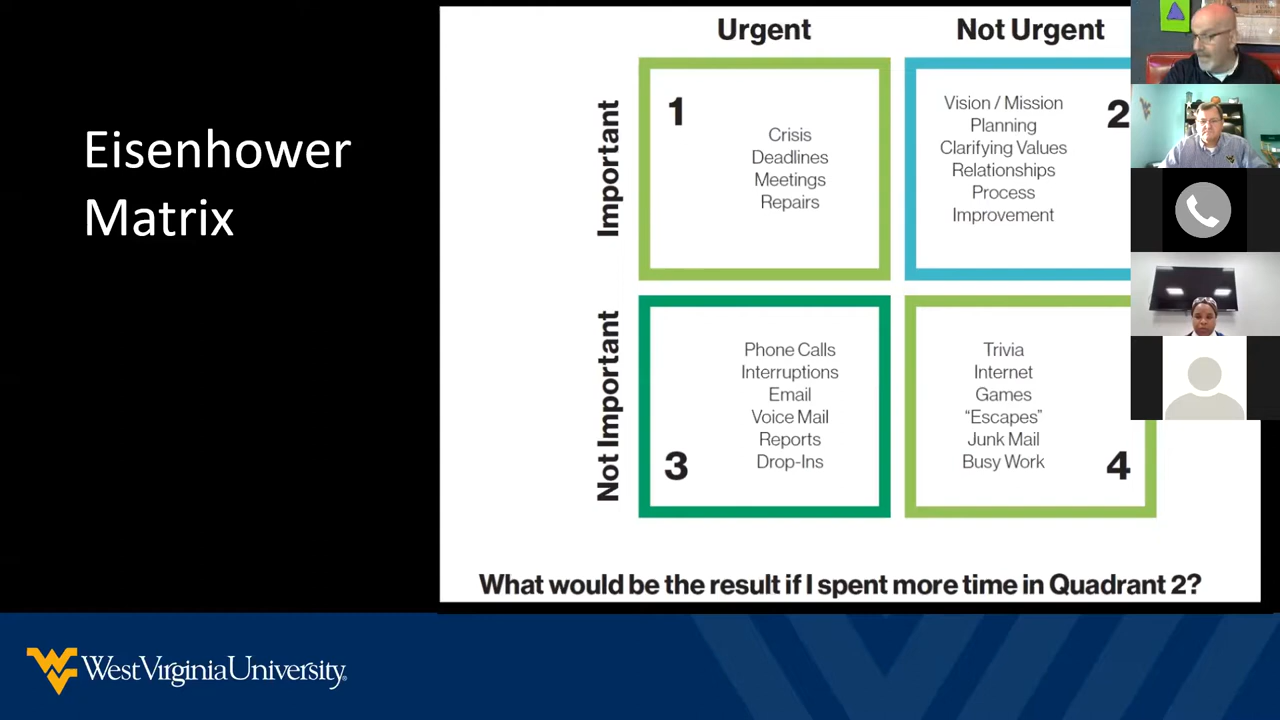 Eisenhower
Matrix
Urgent
Not Urgent
Important
1
Crisis
Deadlines
Meetings
Repairs
Vision / Mission
Planning
Clarifying Values
Relationships
Process
Improvement
2
Not Important
Phone Calls
Interruptions
Email
Voice Mail
Reports
Drop-Ins
3
Trivia
Internet
Games
“Escapes”
Junk Mail
Busy Work
4
What would be the result if I spent more time in Quadrant 2?
WV
WestVirginiaUniversity®